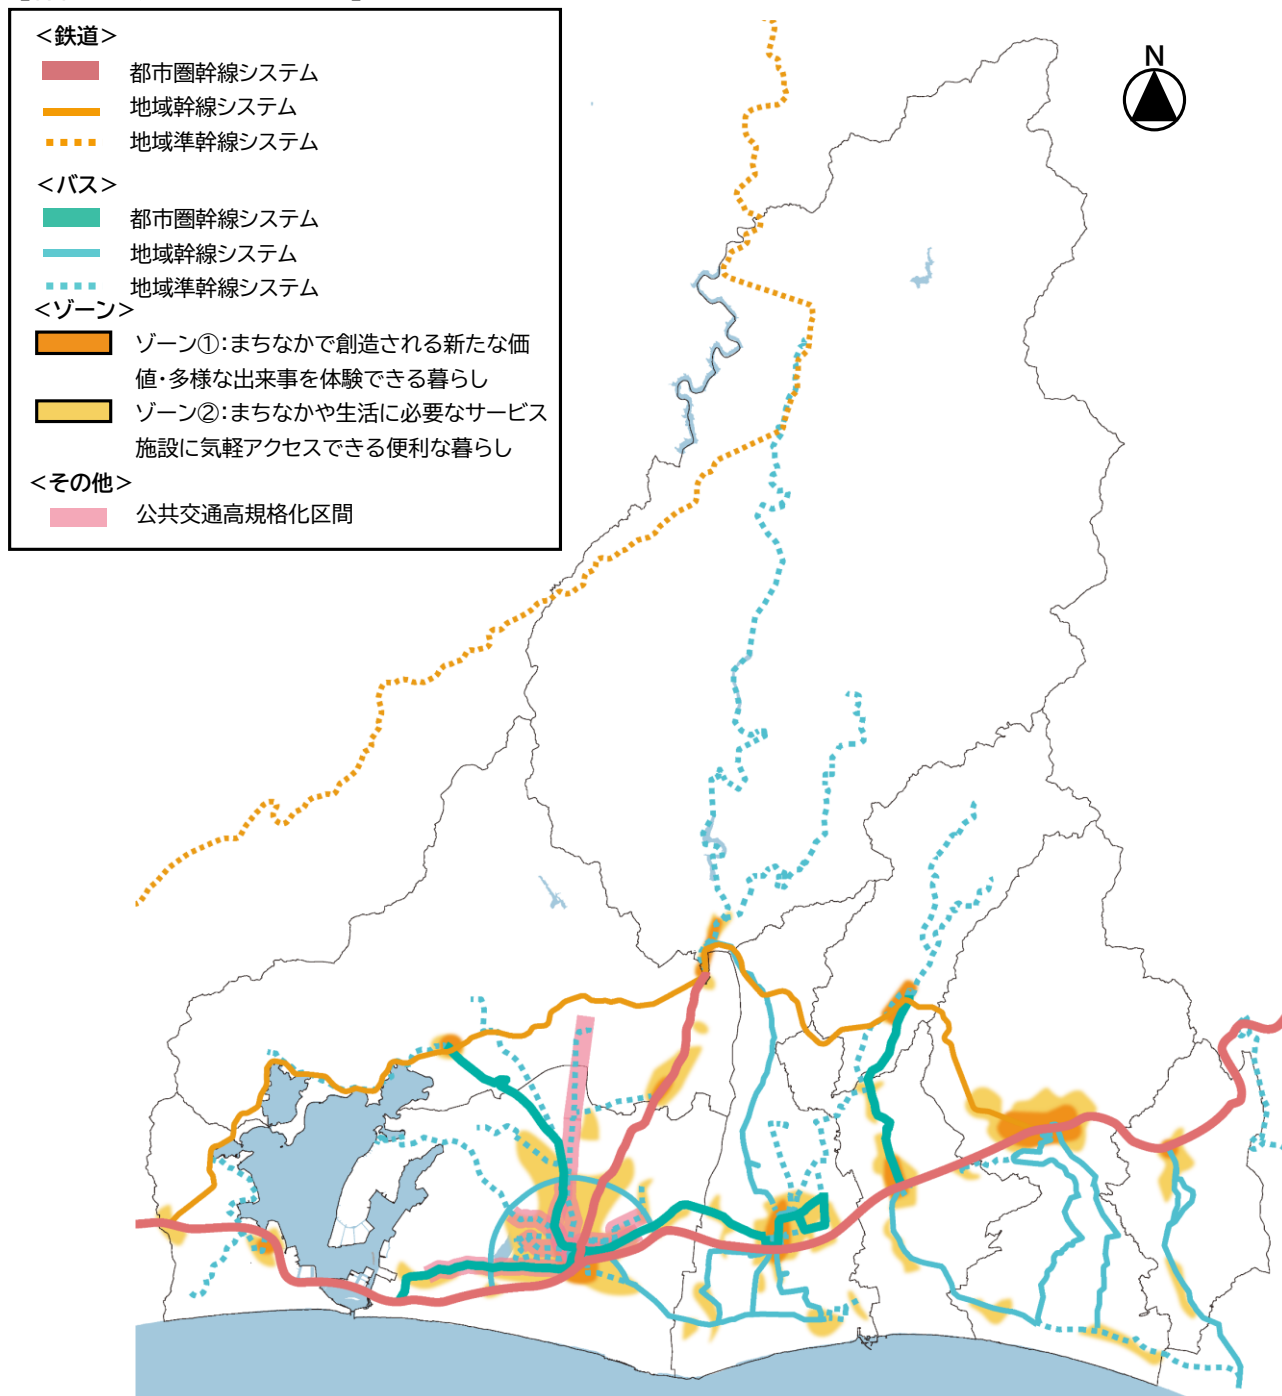 <鉄道>
都市圏幹線システム
地域幹線システム
地域準幹線システム
<バス>
都市圏幹線システム
地域幹線システム
地域準幹線システム
<ゾーン>
ゾーン①:まちなかで創造される新たな価
値・多様な出来事を体験できる暮らし
ゾーン②:まちなかや生活に必要なサービス
施設に気軽アクセスできる便利な暮らし
<その他>
公共交通高規格化区間
N